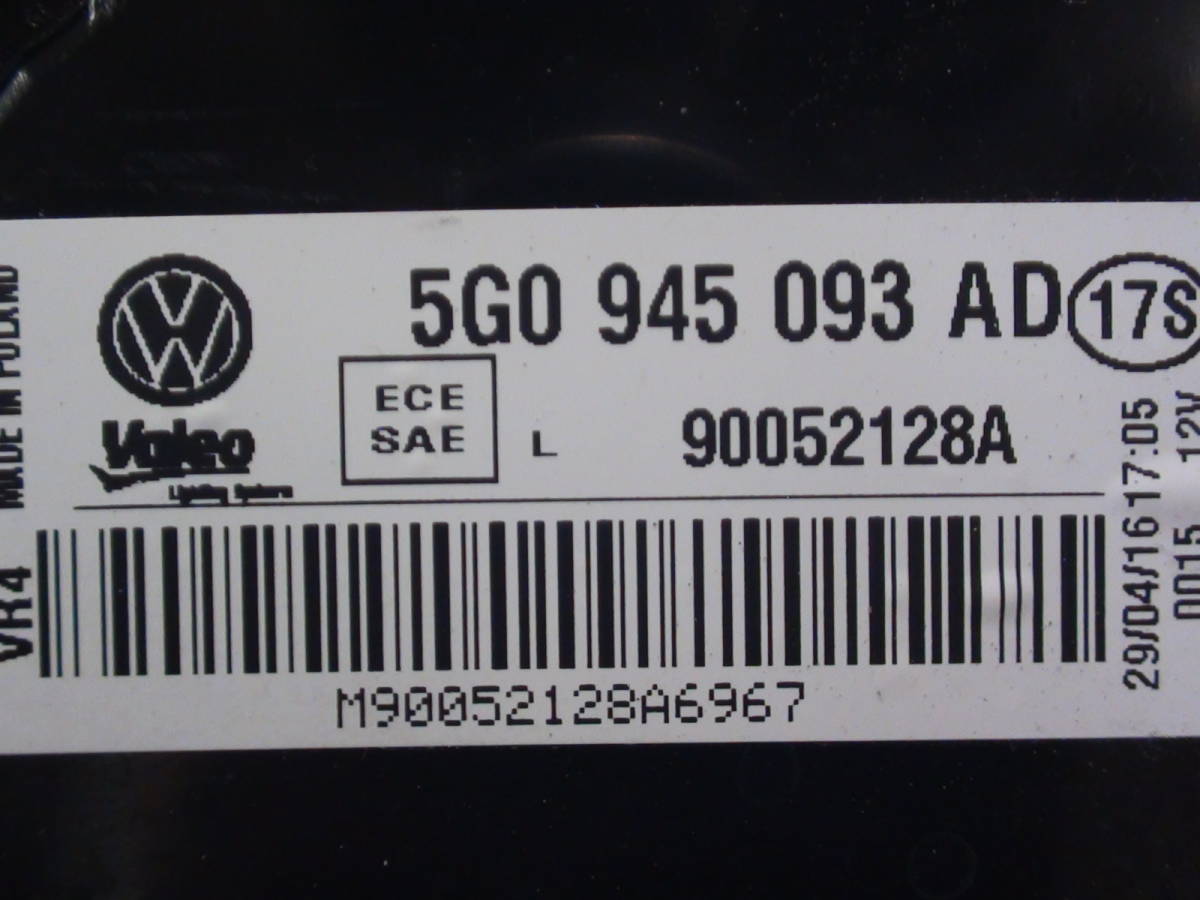 MADE IN POLAND
VR4
5G0 945 093 AD 17S
Valeo
Lighting Systems
ECE
SAE
L
90052128A
M90052128A6967
29/04/16 17:05
0015 12V